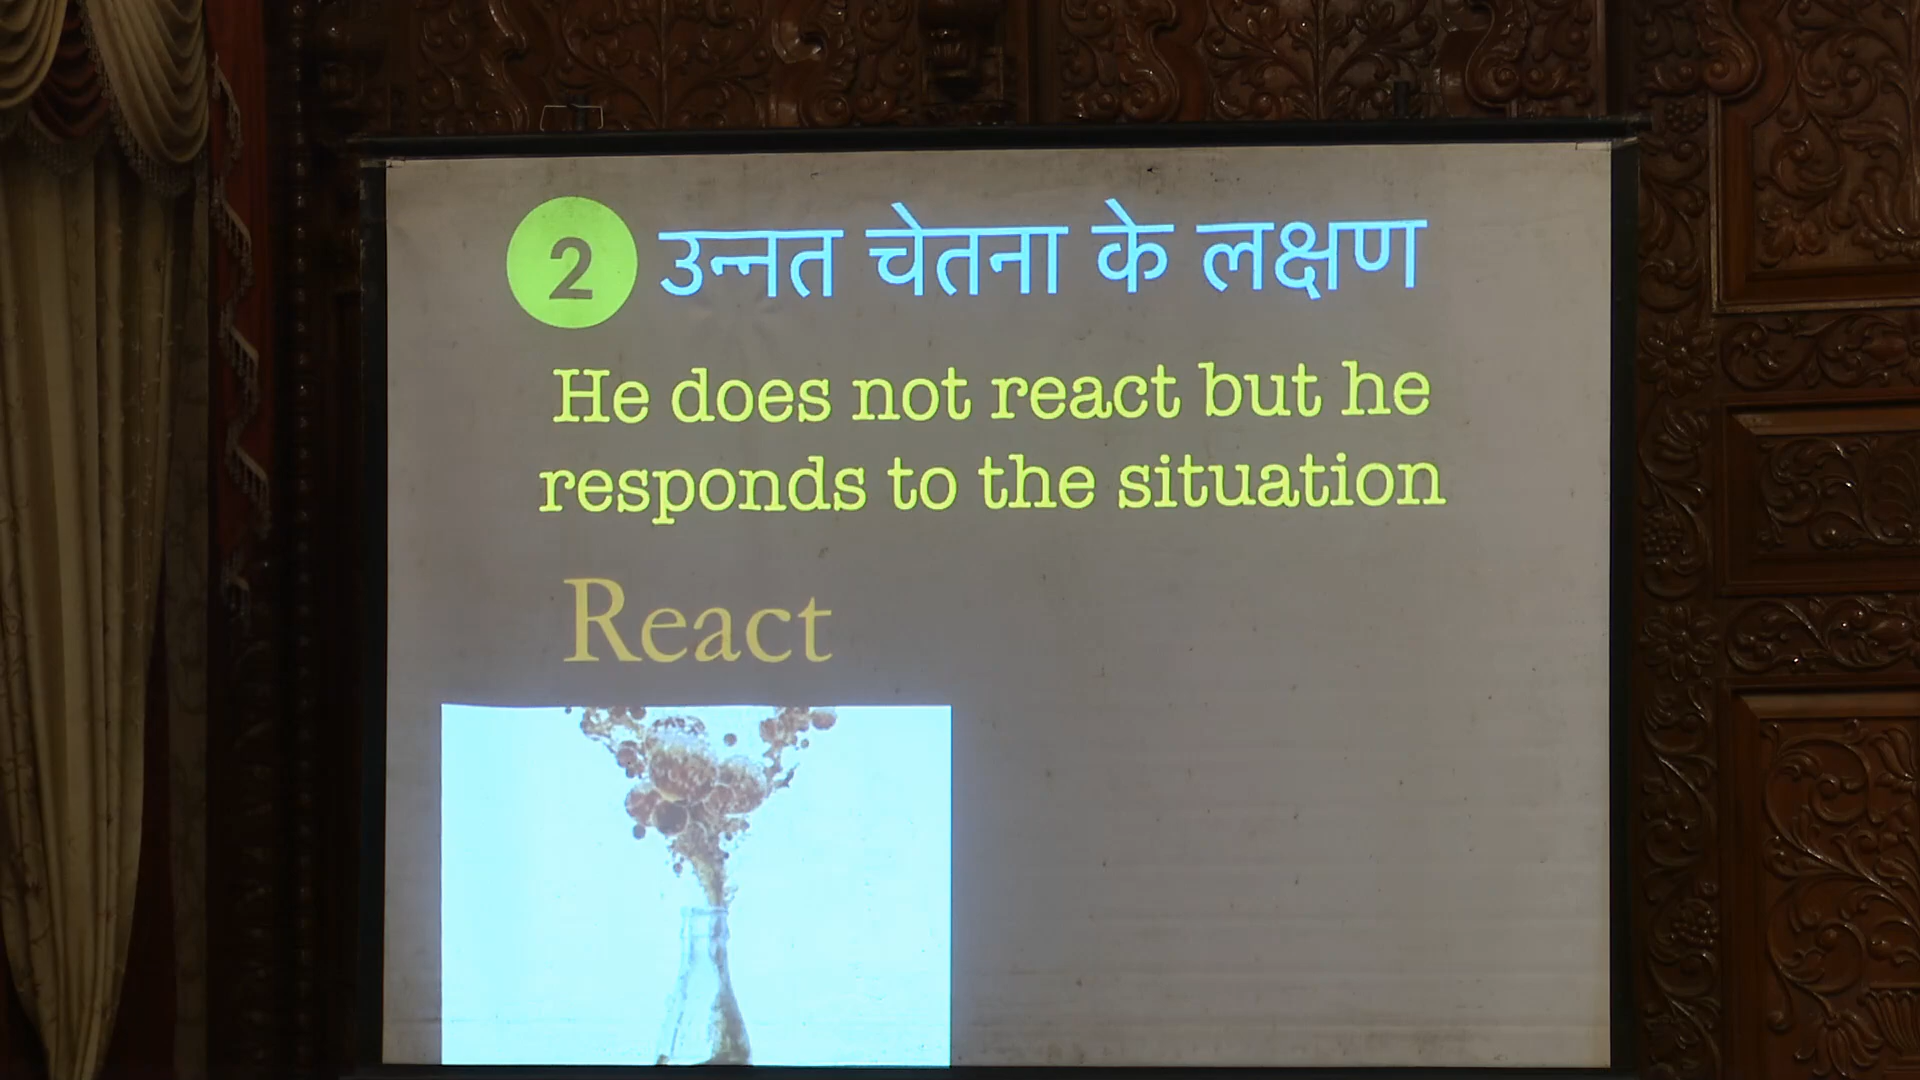 2 उन्नत चेतना के लक्षण
He does not react but he
responds to the situation
React